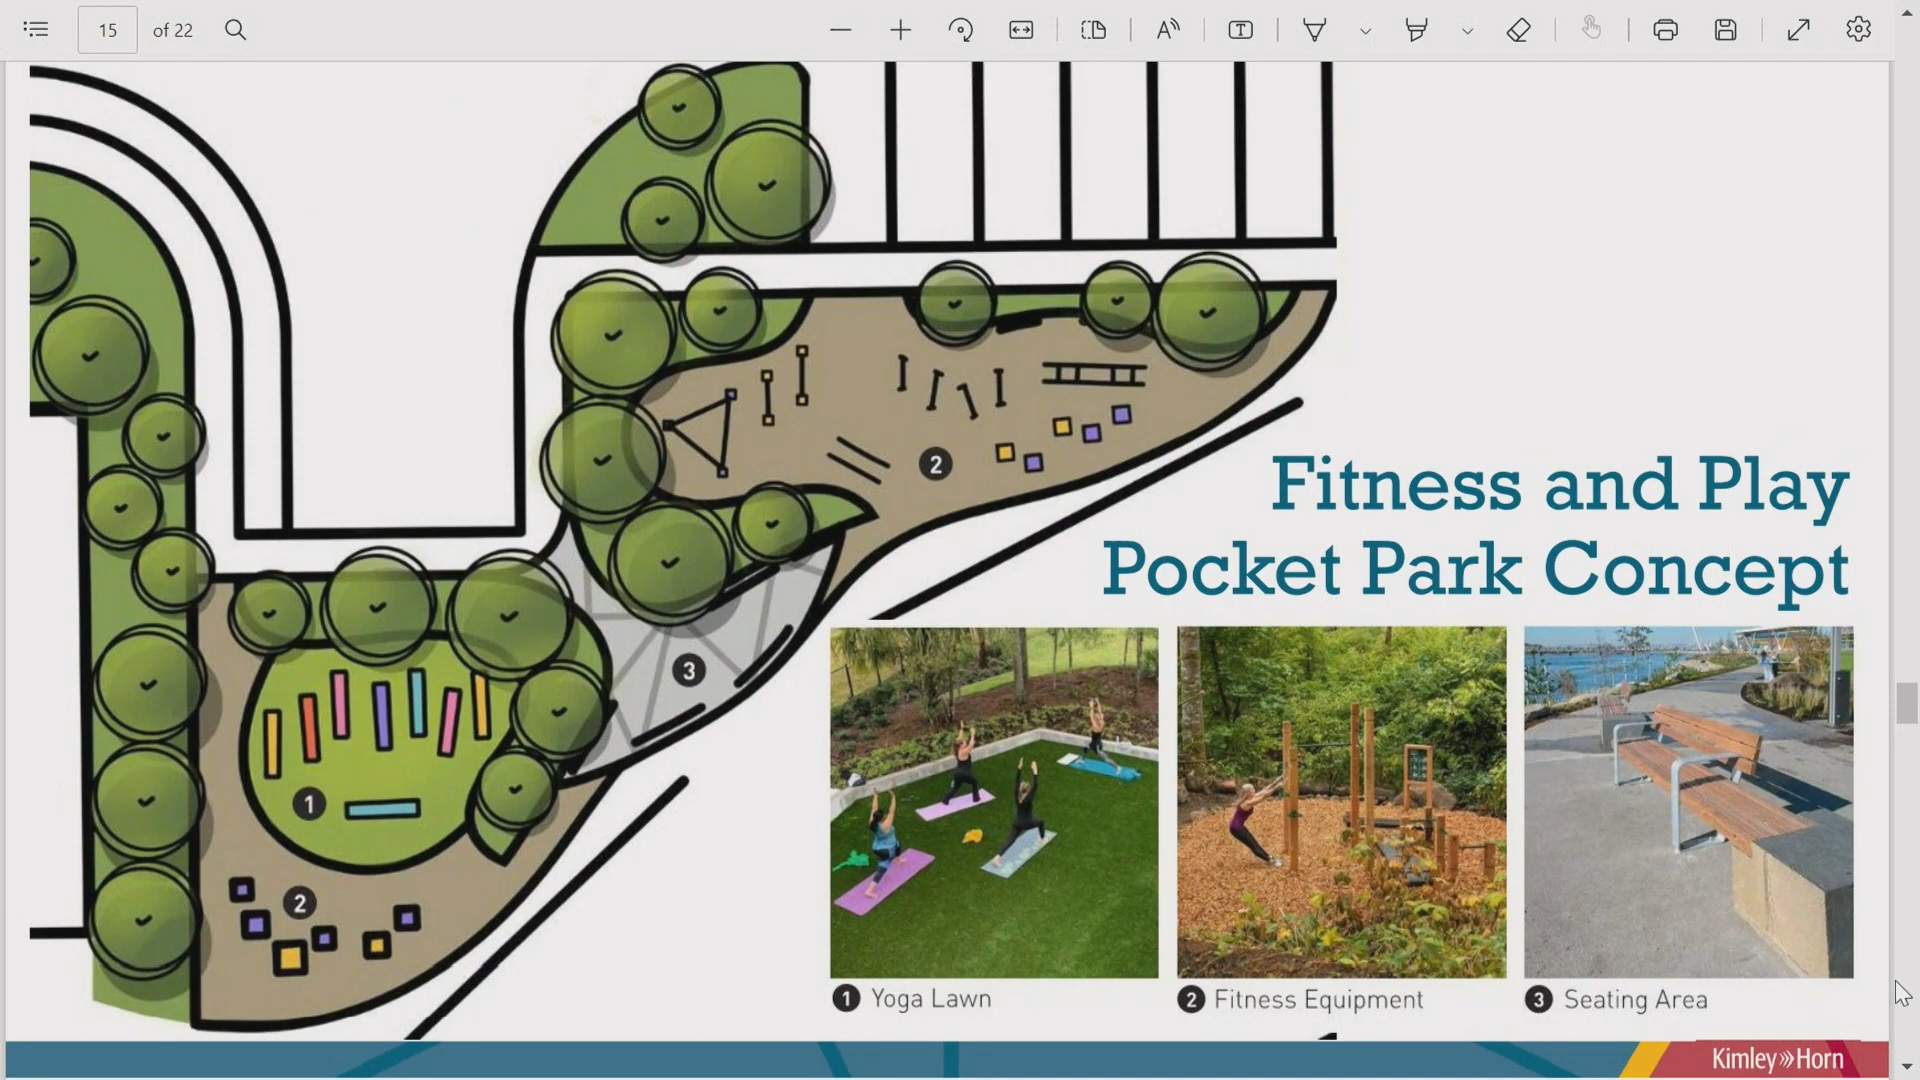 15 of 22
2
Fitness and Play
Pocket Park Concept
3
1
2
1 Yoga Lawn
2 Fitness Equipment
3 Seating Area
Kimley»Horn